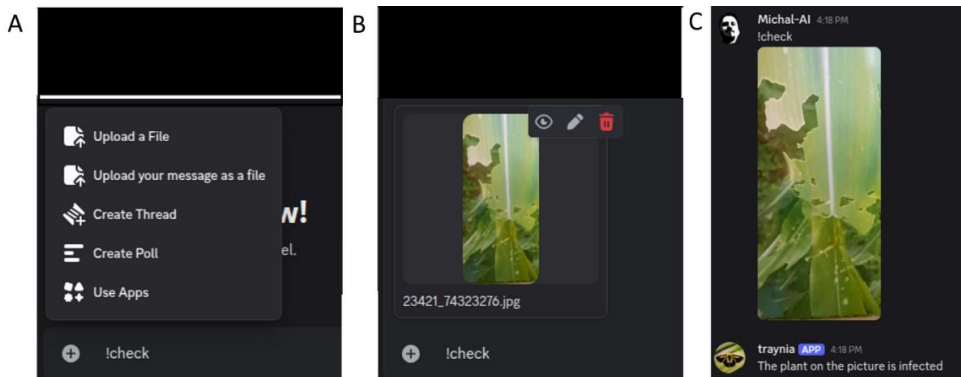 A
Upload a File
Upload your message as a file
Create Thread
w!
Create Poll
el.
Use Apps
!check
B
23421_74323276.jpg
!check
C
Michal-AI 4:18 PM
!check
traynia APP 4:18 PM
The plant on the picture is infected